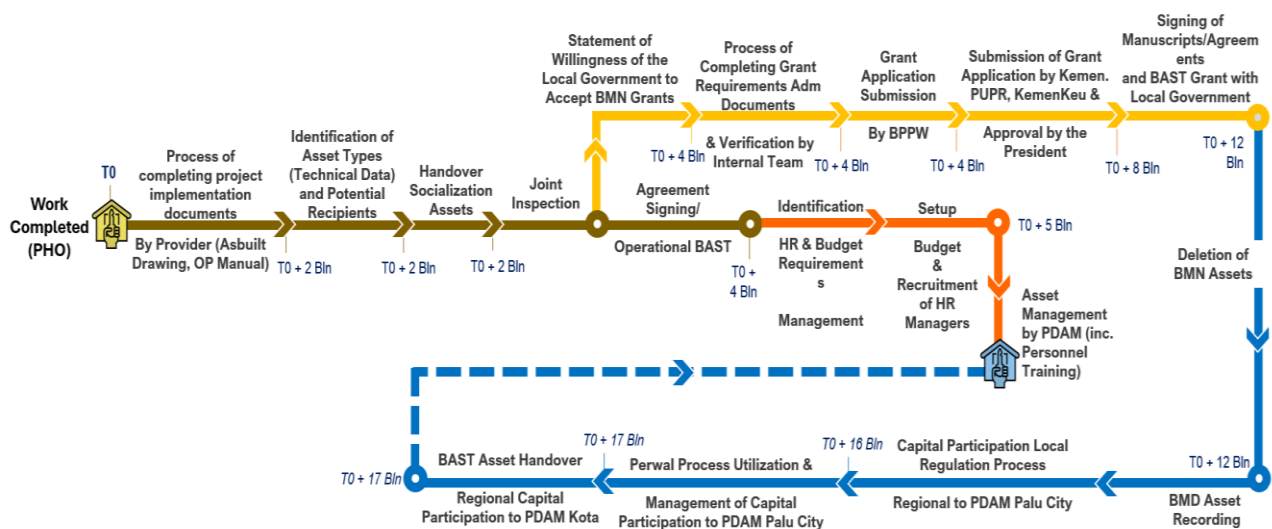 Work
Completed
(PHO)
T0
Process of
completing project
implementation
documents
By Provider (Asbuilt
Drawing, OP Manual)
T0 + 2 Bln
Identification of
Asset Types
(Technical Data)
and Potential
Recipients
T0 + 2 Bln
Handover
Socialization
Assets
T0 + 2 Bln
Joint
Inspection
Statement of
Willingness of the
Local Government to
Accept BMN Grants
T0 + 4 Bln
Process of
Completing Grant
Requirements Adm
Documents
& Verification by
Internal Team
T0 + 4 Bln
Grant
Application
Submission
By BPPW
T0 + 4 Bln
Submission of Grant
Application by Kemen.
PUPR, KemenKeu &
Approval by the
President
T0 + 8 Bln
Signing of
Manuscripts/Agreem
ents
and BAST Grant with
Local Government
T0 + 12
Bln
Agreement
Signing/
Operational BAST
T0 +
4 Bln
Identification
HR & Budget
Requirement
s
Management
Setup
Budget
&
Recruitment
of HR
Managers
T0 + 5 Bln
Asset
Management
by PDAM (inc.
Personnel
Training)
Deletion of
BMN Assets
T0 + 12 Bln
BMD Asset
Recording
Capital Participation Local
Regulation Process
Regional to PDAM Palu City
T0 + 16 Bln
Perwal Process Utilization &
Management of Capital
Participation to PDAM Palu City
T0 + 17 Bln
BAST Asset Handover
Regional Capital
Participation to PDAM Kota
T0 + 17 Bln